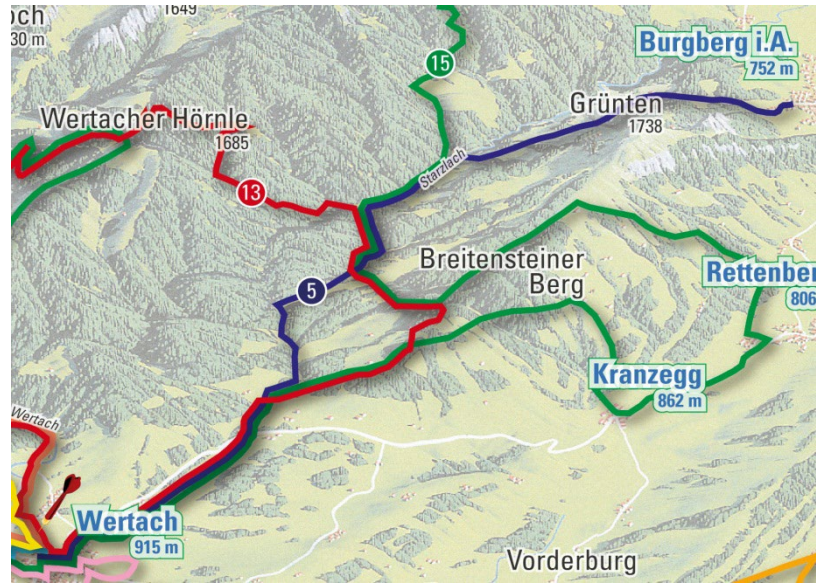 och
30 m
1649
15
Burgberg i.A.
752 m
Wertacher Hörnle
1685
Grünten
1738
Starzlach
13
Breitensteiner
Berg
Rettenber
806
5
Kranzegg
862 m
Wertach
Wertach
915 m
Vorderburg